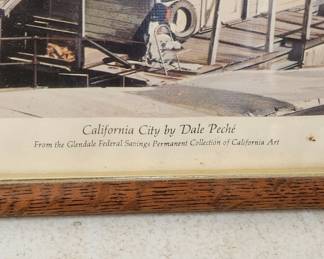 California City by Dale Peché
From the Glendale Federal Savings Permanent Collection of California Art